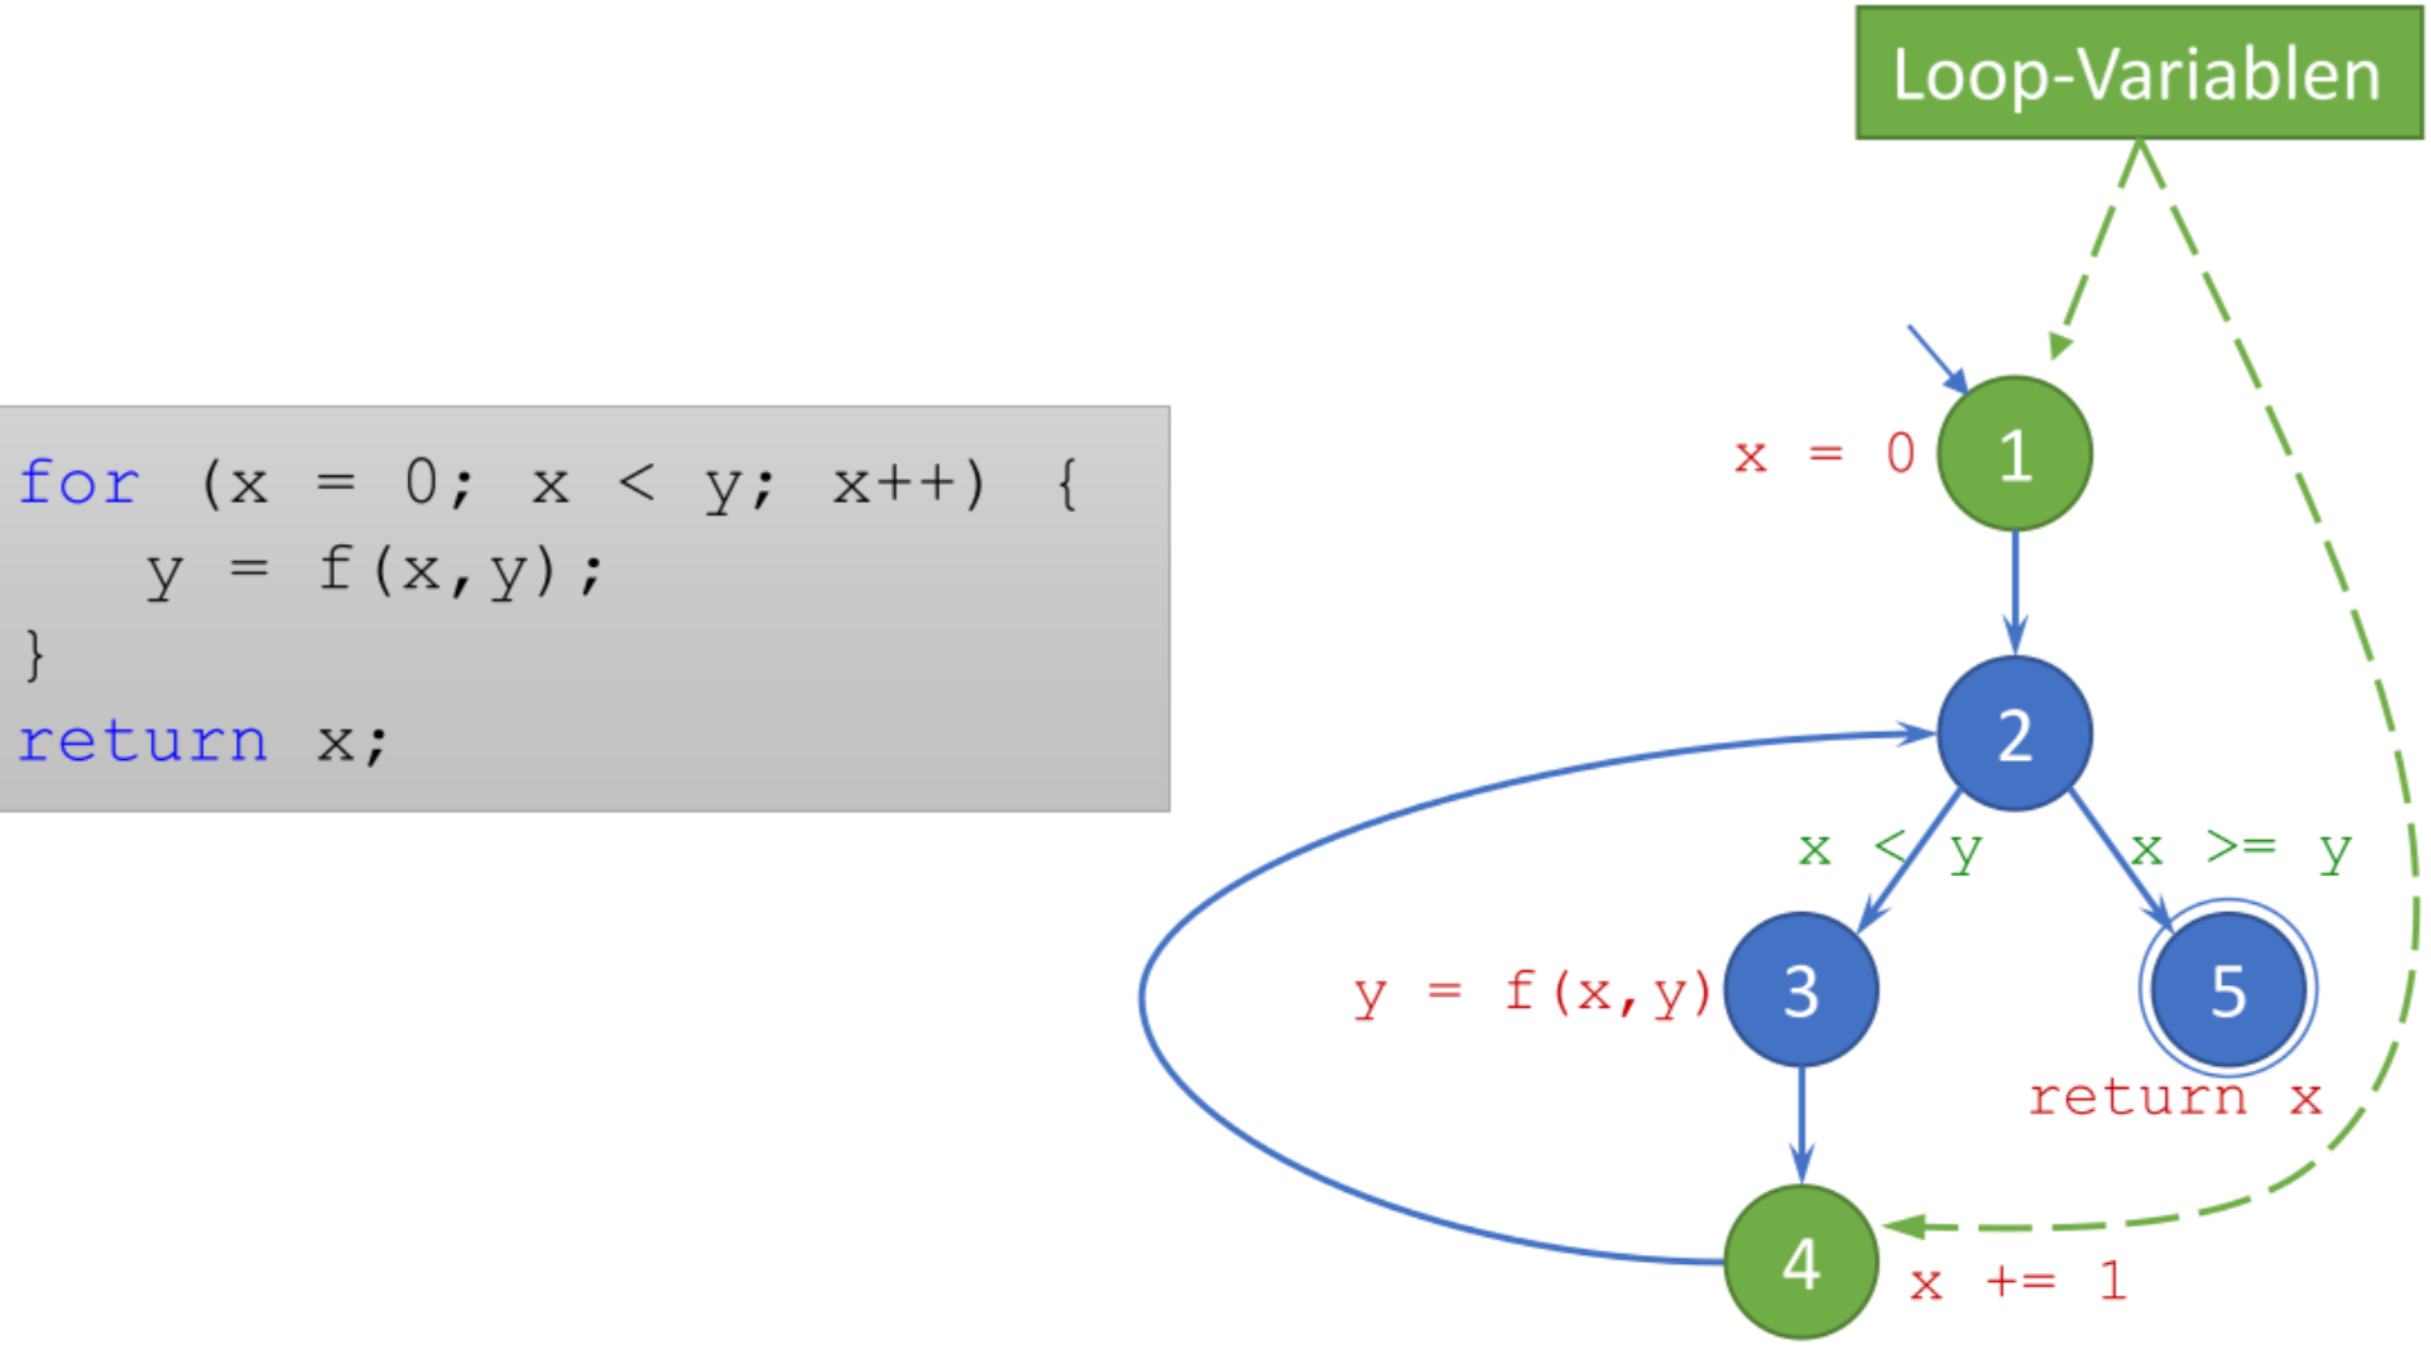 Loop-Variablen
for (x = 0; x < y; x++) {
y = f(x,y);
}
return x;
x = 0
1
2
x < y
x >= y
y = f(x,y)
3
5
return x
4
x += 1